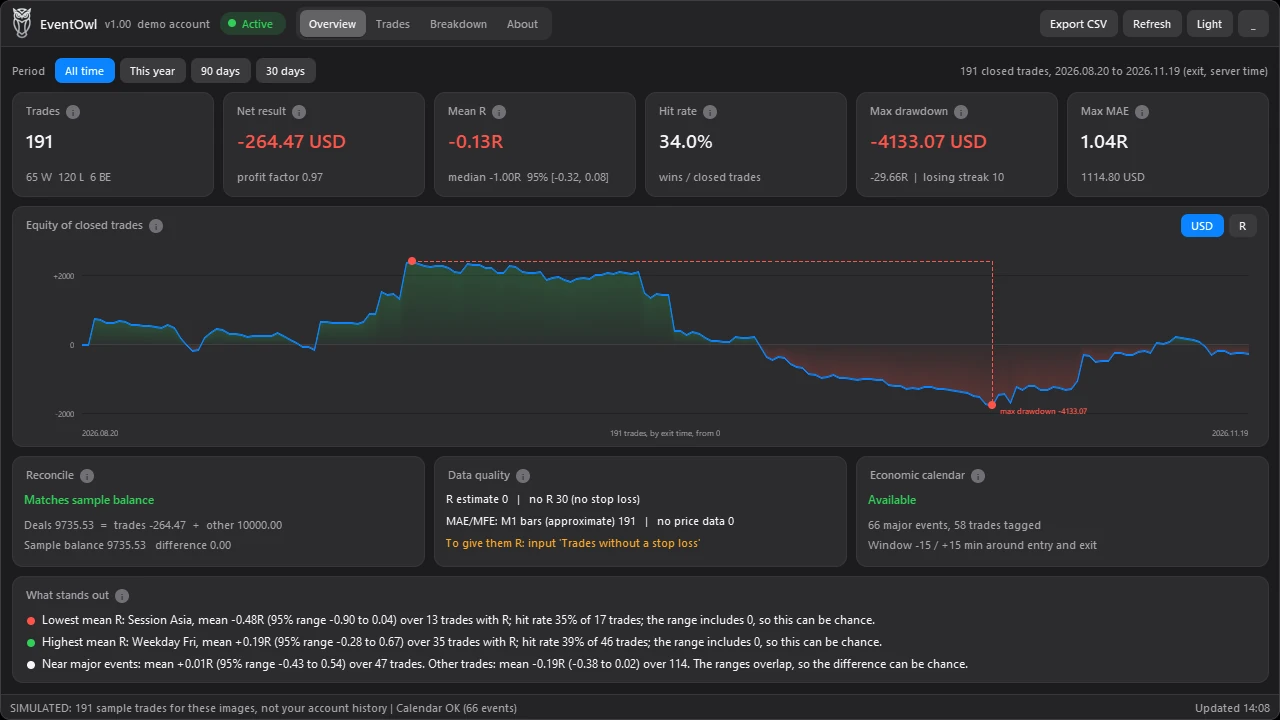 EventOwl v1.00 demo account Active Overview Trades Breakdown About Export CSV Refresh Light _
Period All time This year 90 days 30 days 191 closed trades, 2026.08.20 to 2026.11.19 (exit, server time)
Trades i Net result i Mean R i Hit rate i Max drawdown i Max MAE i
191 -264.47 USD -0.13R 34.0% -4133.07 USD 1.04R
65 W 120 L 6 BE profit factor 0.97 median -1.00R 95% [-0.32, 0.08] wins / closed trades -29.66R | losing streak 10 1114.80 USD
Equity of closed trades i USD R
+2000
0
-2000
max drawdown -4133.07
2026.08.20 191 trades, by exit time, from 0 2026.11.19
Reconcile i
Matches sample balance
Deals 9735.53 = trades -264.47 + other 10000.00
Sample balance 9735.53 difference 0.00
Data quality i
R estimate 0 | no R 30 (no stop loss)
MAE/MFE: M1 bars (approximate) 191 | no price data 0
To give them R: input 'Trades without a stop loss'
Economic calendar i
Available
66 major events, 58 trades tagged
Window -15 / +15 min around entry and exit
What stands out i
Lowest mean R: Session Asia, mean -0.48R (95% range -0.90 to 0.04) over 13 trades with R; hit rate 35% of 17 trades; the range includes 0, so this can be chance.
Highest mean R: Weekday Fri, mean +0.19R (95% range -0.28 to 0.67) over 35 trades with R; hit rate 39% of 46 trades; the range includes 0, so this can be chance.
Near major events: mean +0.01R (95% range -0.43 to 0.54) over 47 trades. Other trades: mean -0.19R (-0.38 to 0.02) over 114. The ranges overlap, so the difference can be chance.
SIMULATED: 191 sample trades for these images, not your account history | Calendar OK (66 events) Updated 14:08